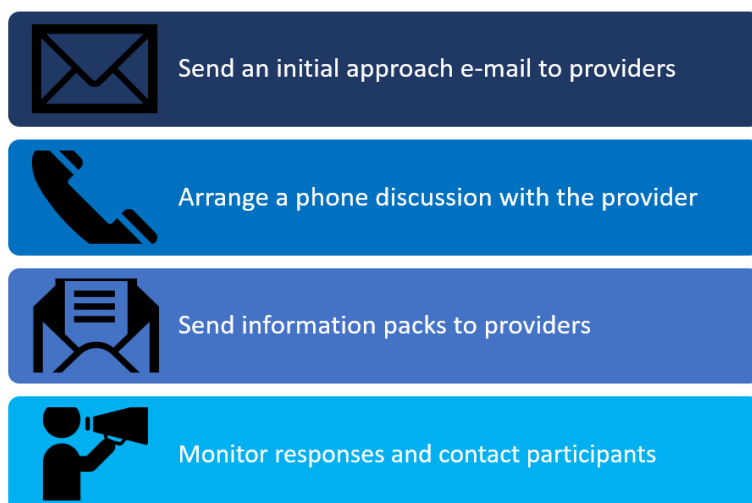 Send an initial approach e-mail to providers
Arrange a phone discussion with the provider
Send information packs to providers
Monitor responses and contact participants